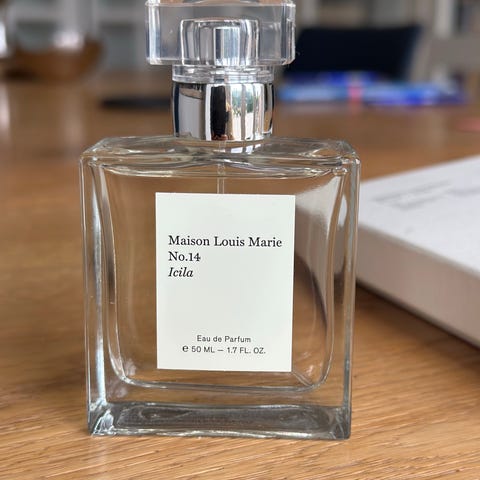 Maison Louis Marie
No.14
Icila
Eau de Parfum
℮ 50 ML — 1.7 FL. OZ.